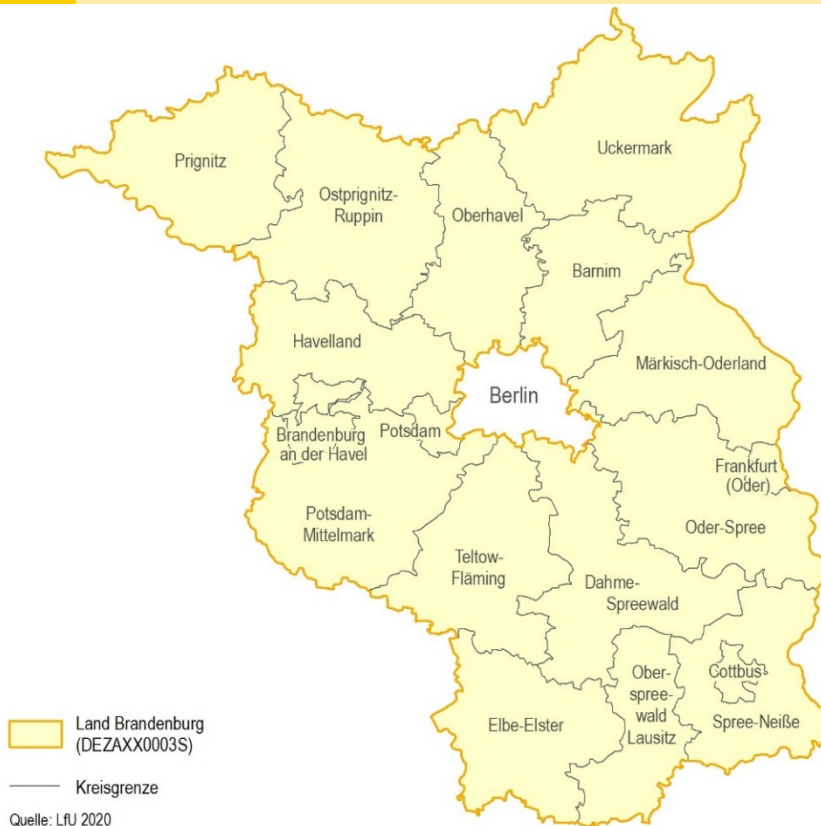 Uckermark
Prignitz
Ostprignitz-
Ruppin
Oberhavel
Barnim
Havelland
Märkisch-Oderland
Berlin
Potsdam
Brandenburg
an der Havel
Frankfurt
(Oder)
Potsdam-
Mittelmark
Oder-Spree
Teltow-
Fläming
Dahme-
Spreewald
Ober-
spree-
wald
Lausitz
Cottbus
Elbe-Elster
Spree-Neiße
Land Brandenburg
(DEZAXX0003S)
Kreisgrenze
Quelle: LfU 2020